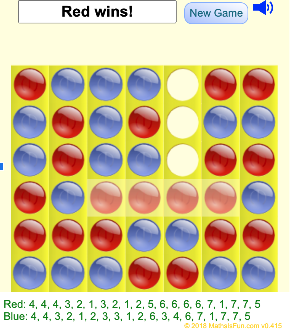 Red wins!
New Game
Red: 4, 4, 4, 3, 2, 1, 3, 2, 1, 2, 5, 6, 6, 6, 6, 7, 1, 7, 7, 5
Blue: 4, 4, 3, 2, 1, 2, 3, 3, 1, 2, 6, 3, 4, 6, 7, 1, 7, 7, 5
© 2018 MathsIsFun.com v0.415